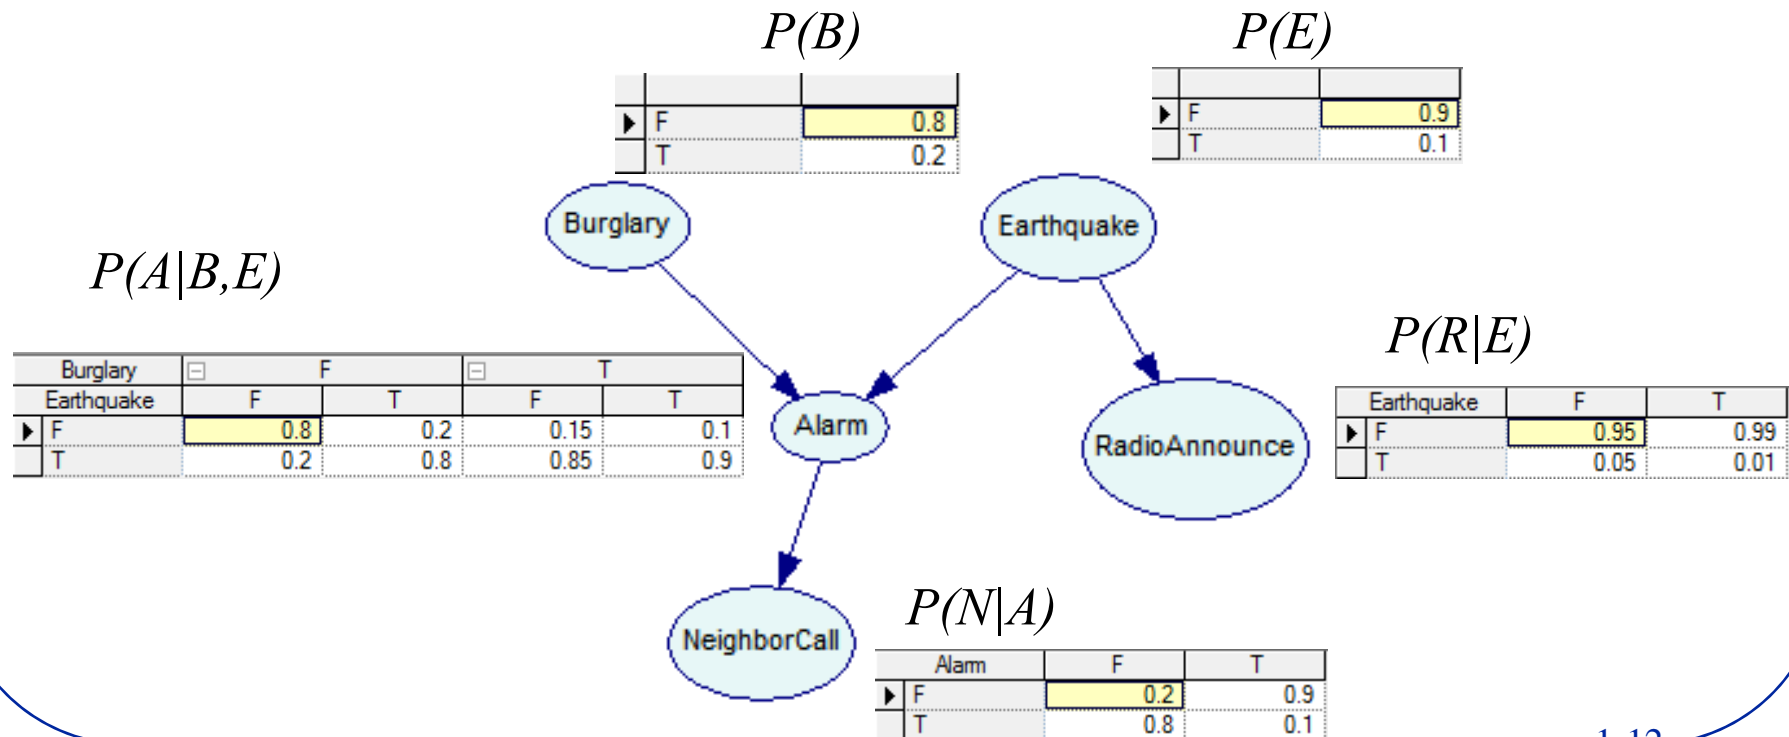 P(B)
P(E)
F 0.8
T 0.2
F 0.9
T 0.1
Burglary
Earthquake
P(A|B,E)
P(R|E)
Burglary F T
Earthquake F T F T
F 0.8 0.2 0.15 0.1
T 0.2 0.8 0.85 0.9
Alarm
RadioAnnounce
Earthquake F T
F 0.95 0.99
T 0.05 0.01
P(N|A)
NeighborCall
Alarm F T
F 0.2 0.9
T 0.8 0.1
1-12